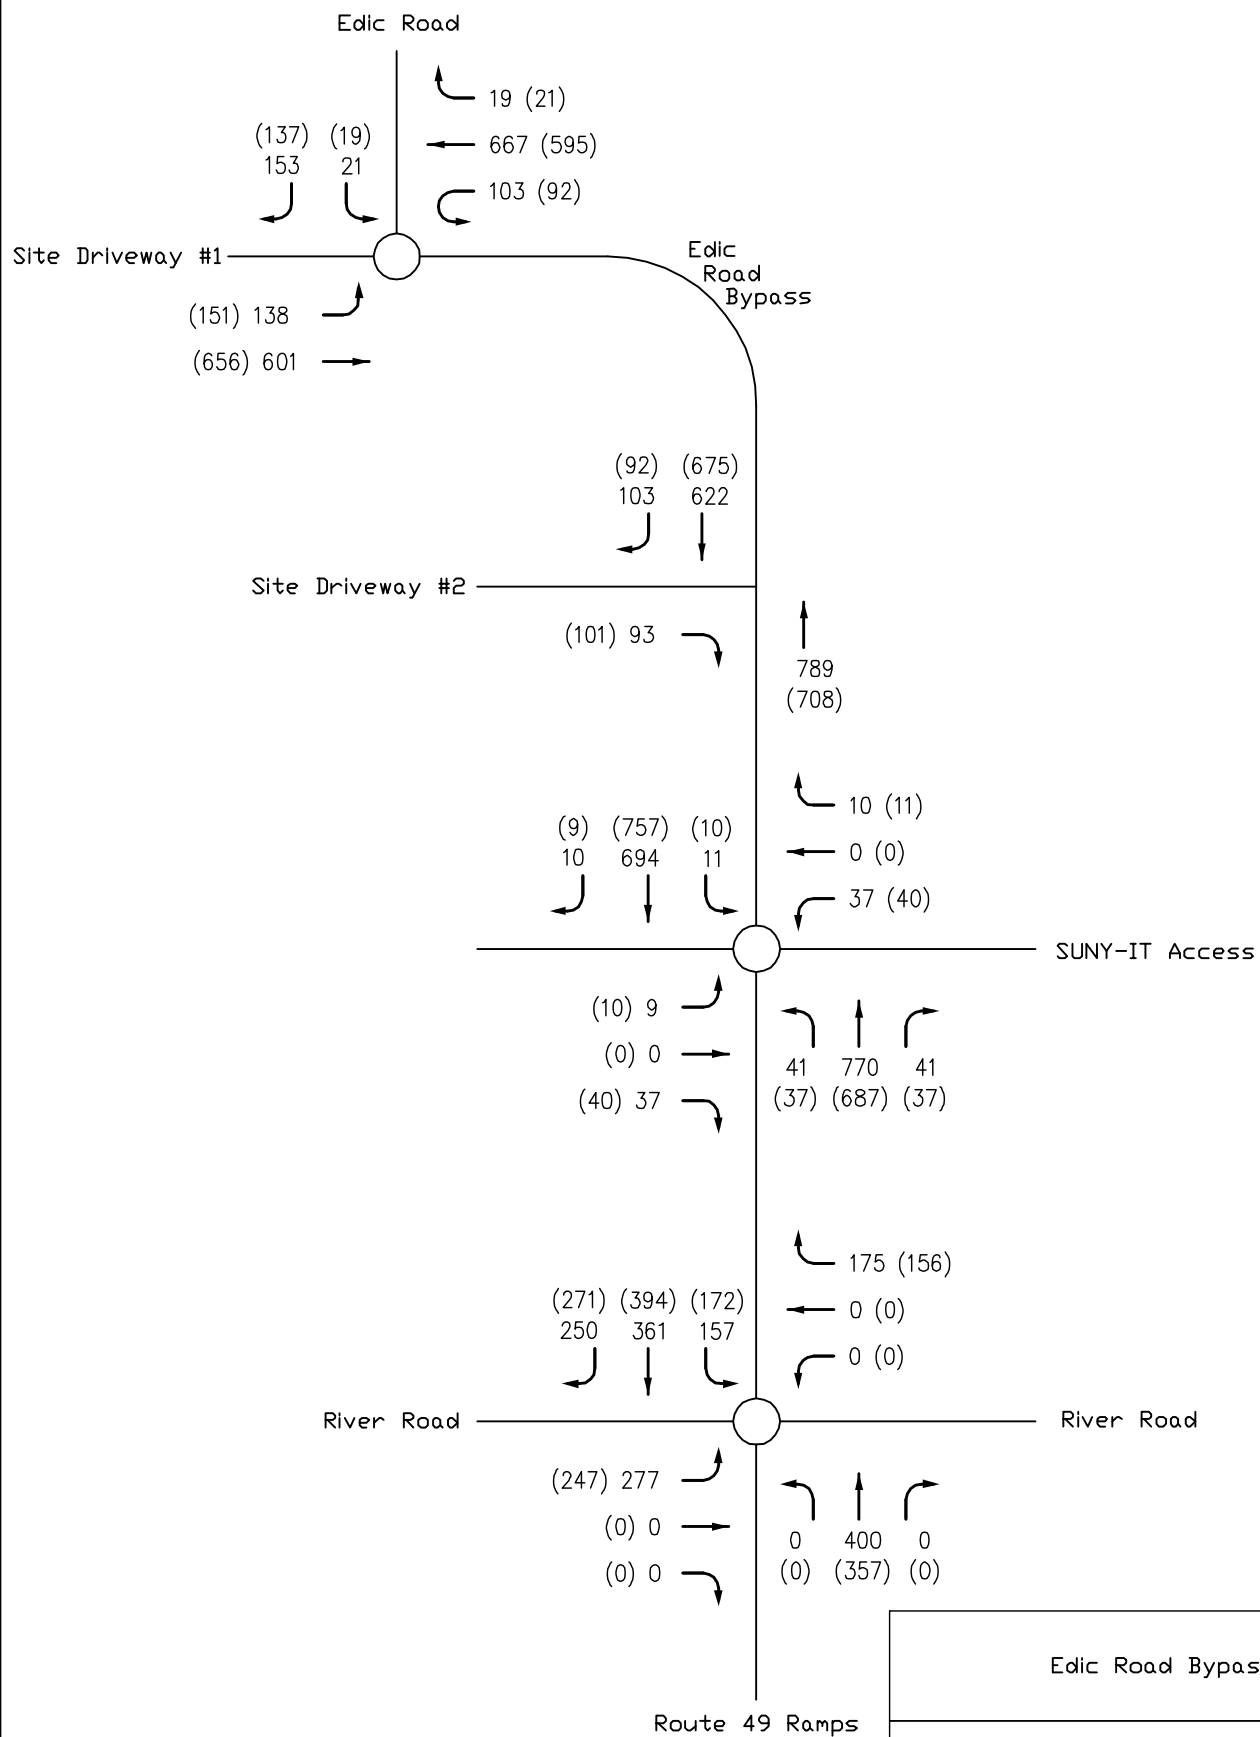 Edic Road
19 (21)
(137) (19)
667 (595)
153 21
103 (92)
Site Driveway #1
Edic
Road
Bypass
(151) 138
(656) 601
(92) (675)
103 622
Site Driveway #2
(101) 93
789
(708)
10 (11)
(9) (757) (10)
0 (0)
10 694 11
37 (40)
SUNY-IT Access
(10) 9
(0) 0
41 770 41
(40) 37
(37) (687) (37)
175 (156)
(271) (394) (172)
0 (0)
250 361 157
0 (0)
River Road
River Road
(247) 277
(0) 0
0 400 0
(0) 0
(0) (357) (0)
Edic Road Bypas
Route 49 Ramps